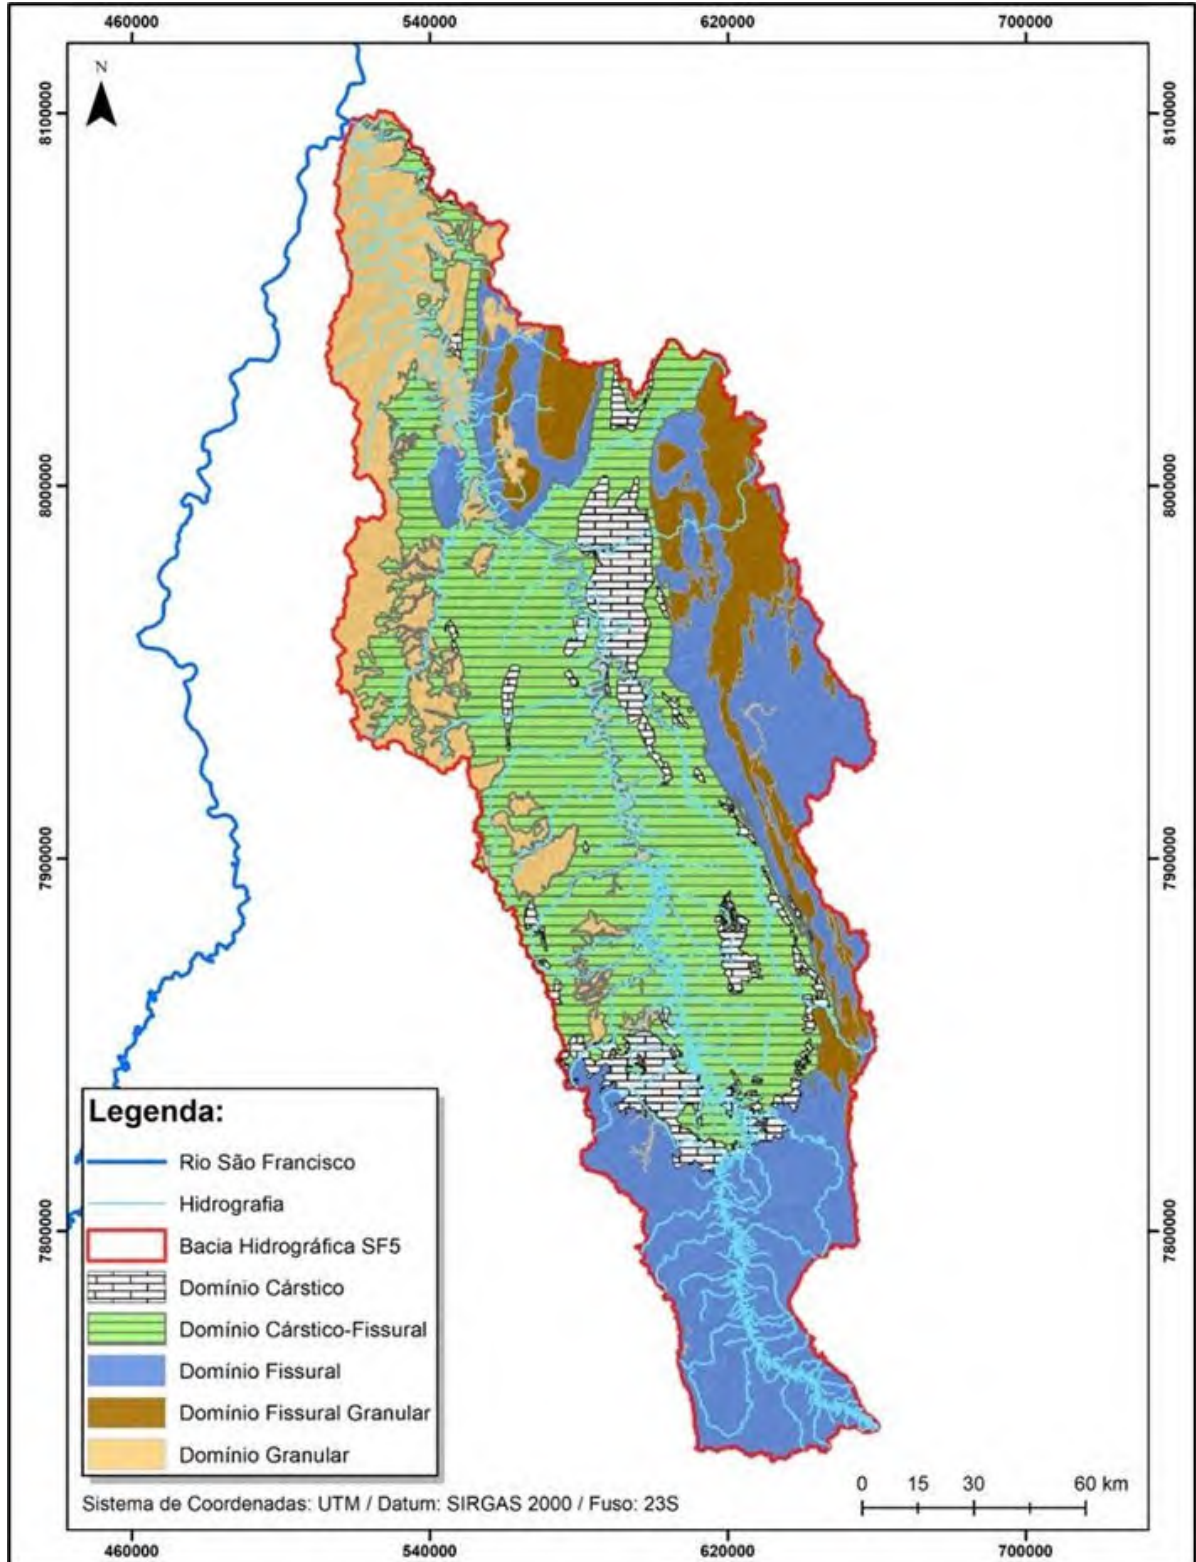 460000 540000 620000 700000
N
8100000 8100000
8000000 8000000
7900000 7900000
7800000 7800000
Legenda:
Rio São Francisco
Hidrografia
Bacia Hidrográfica SF5
Domínio Cárstico
Domínio Cárstico-Fissural
Domínio Fissural
Domínio Fissural Granular
Domínio Granular
0 15 30 60 km
Sistema de Coordenadas: UTM / Datum: SIRGAS 2000 / Fuso: 23S
460000 540000 620000 700000